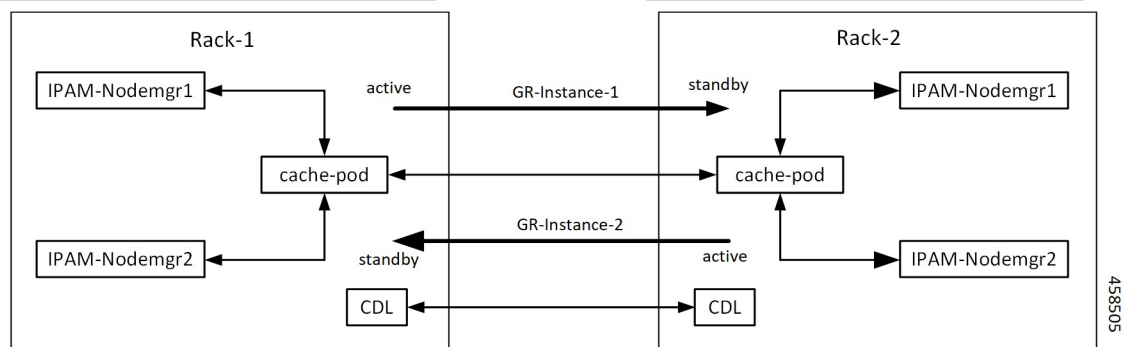 Rack-1
Rack-2
IPAM-Nodemgr1
active
GR-Instance-1
standby
IPAM-Nodemgr1
cache-pod
cache-pod
GR-Instance-2
IPAM-Nodemgr2
standby
active
IPAM-Nodemgr2
CDL
CDL
458505